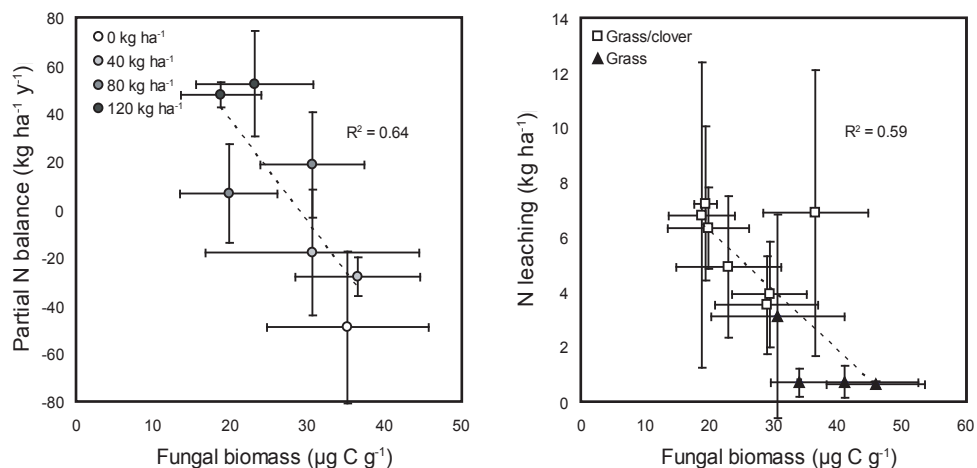 80
60
40
20
0
-20
-40
-60
-80
Partial N balance (kg ha⁻¹ y⁻¹)
0 kg ha⁻¹
40 kg ha⁻¹
80 kg ha⁻¹
120 kg ha⁻¹
R² = 0.64
0 10 20 30 40 50
Fungal biomass (µg C g⁻¹)
14
12
10
8
6
4
2
0
N leaching (kg ha⁻¹)
Grass/clover
Grass
R² = 0.59
0 10 20 30 40 50 60
Fungal biomass (µg C g⁻¹)